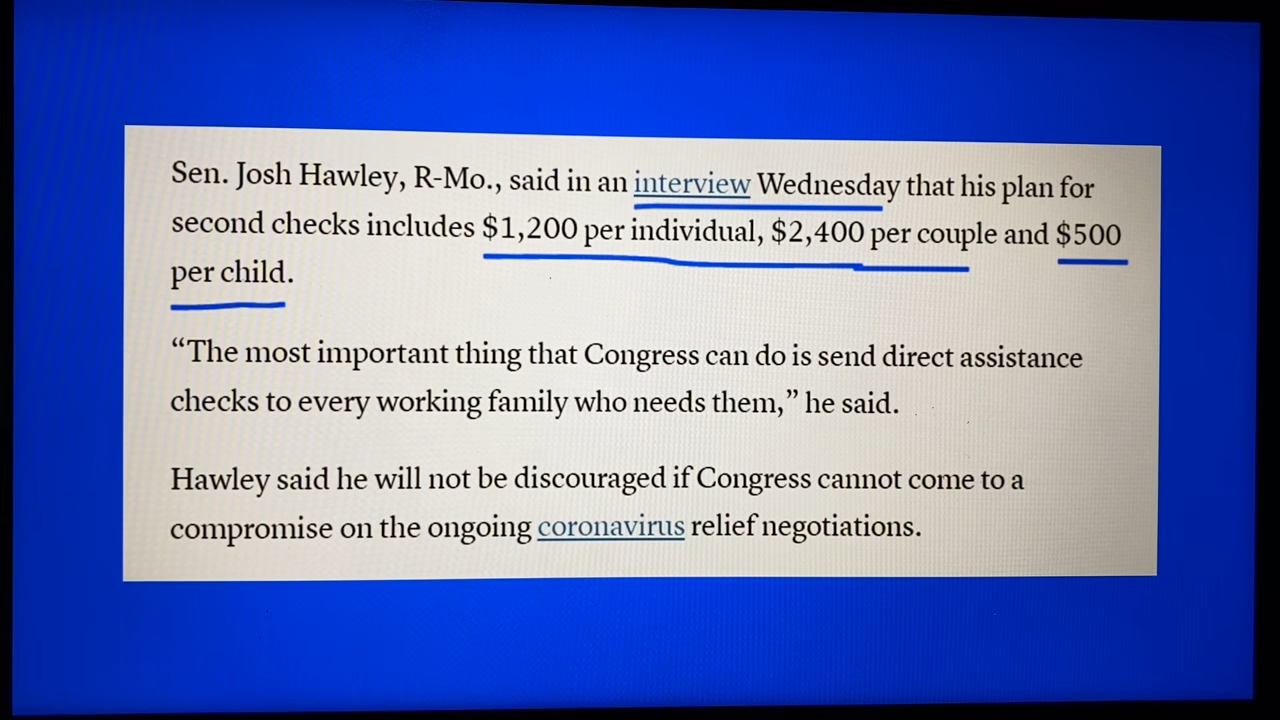 Sen. Josh Hawley, R-Mo., said in an interview Wednesday that his plan for
second checks includes $1,200 per individual, $2,400 per couple and $500
per child.
“The most important thing that Congress can do is send direct assistance
checks to every working family who needs them,” he said.
Hawley said he will not be discouraged if Congress cannot come to a
compromise on the ongoing coronavirus relief negotiations.